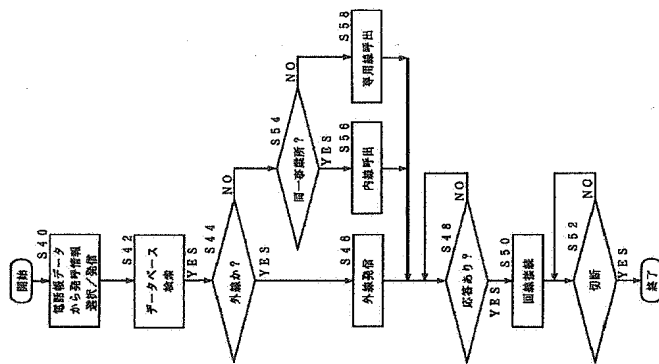 開始
S40
電話帳データ
から発呼情報
選択/発信
S42
データベース
検索
YES
S44
外線か?
NO
YES
S54
同一事業所?
NO
YES
S46
外線発信
S56
内線呼出
S58
専用線呼出
S48
応答あり?
NO
YES
S50
回線接続
S52
切断
NO
YES
終了